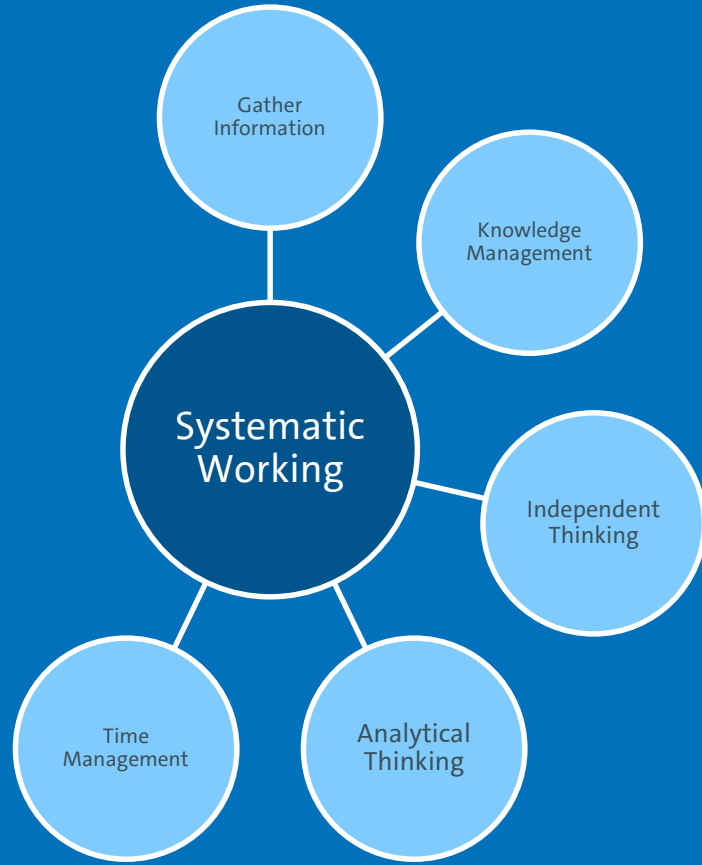 Gather
Information
Knowledge
Management
Systematic
Working
Independent
Thinking
Time
Management
Analytical
Thinking